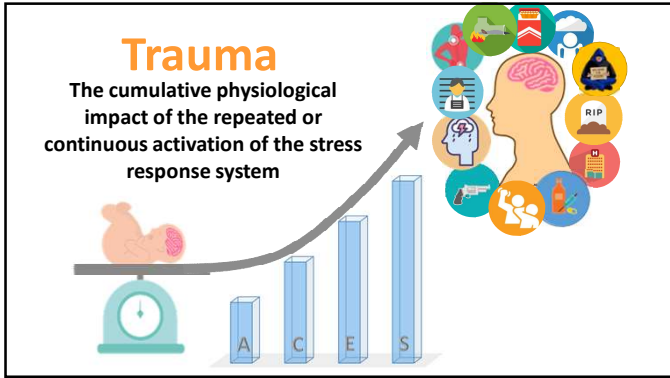 Trauma
The cumulative physiological
impact of the repeated or
continuous activation of the stress
response system
RIP
H
A C E S